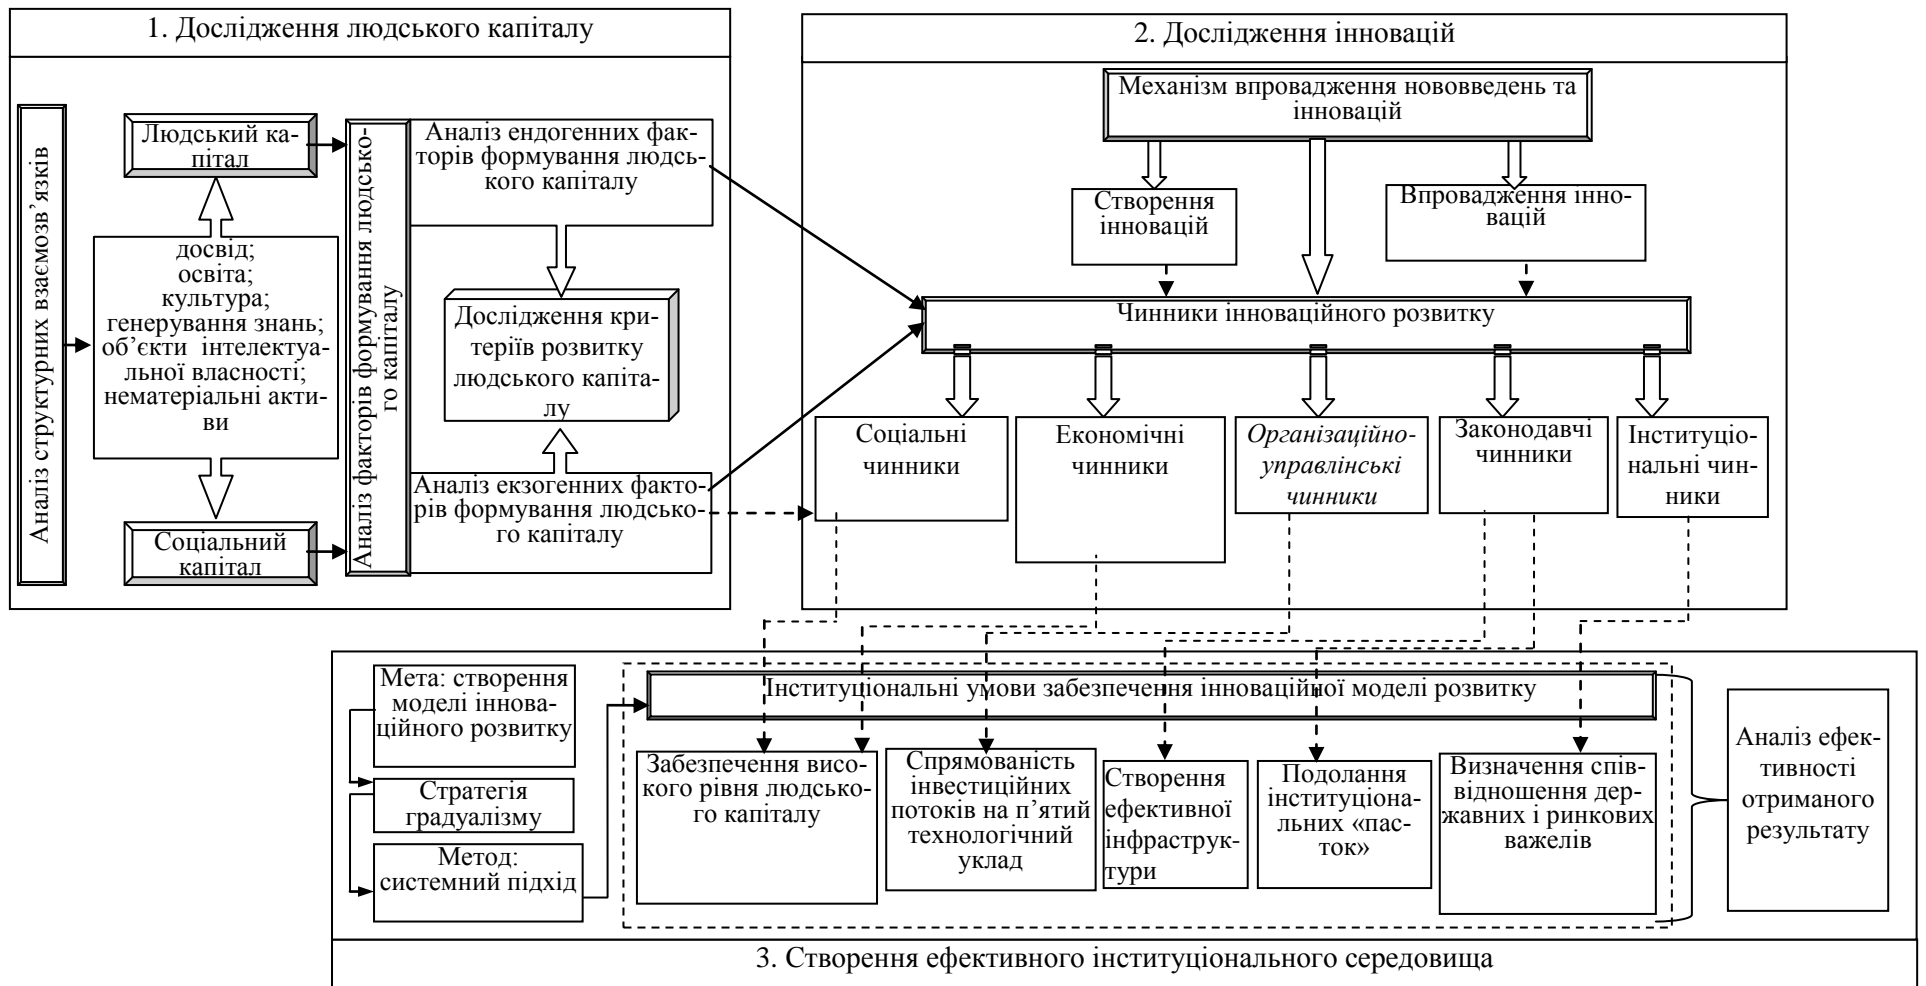 1. Дослідження людського капіталу
Аналіз структурних взаємозв’язків
Людський ка-
пітал
досвід;
освіта;
культура;
генерування знань;
об’єкти інтелектуа-
льної власності;
нематеріальні акти-
ви
Соціальний
капітал
Аналіз факторів формування людсько-
го капіталу
Аналіз ендогенних фак-
торів формування людсь-
кого капіталу
Дослідження кри-
теріїв розвитку
людського капіта-
лу
Аналіз екзогенних факто-
рів формування людсько-
го капіталу
2. Дослідження інновацій
Механізм впровадження нововведень та
інновацій
Створення
інновацій
Впровадження інно-
вацій
Чинники інноваційного розвитку
Соціальні
чинники
Економічні
чинники
Організаційно-
управлінські
чинники
Законодавчі
чинники
Інституціо-
нальні чин-
ники
Мета: створення
моделі іннова-
ційного розвитку
Стратегія
градуалізму
Метод:
системний підхід
Інституціональні умови забезпечення інноваційної моделі розвитку
Забезпечення висо-
кого рівня людсько-
го капіталу
Спрямованість
інвестиційних
потоків на п’ятий
технологічний
уклад
Створення
ефективної
інфраструк-
тури
Подолання
інституціона-
льних «пас-
ток»
Визначення спів-
відношення дер-
жавних і ринкових
важелів
Аналіз ефек-
тивності
отриманого
результату
3. Створення ефективного інституціонального середовища